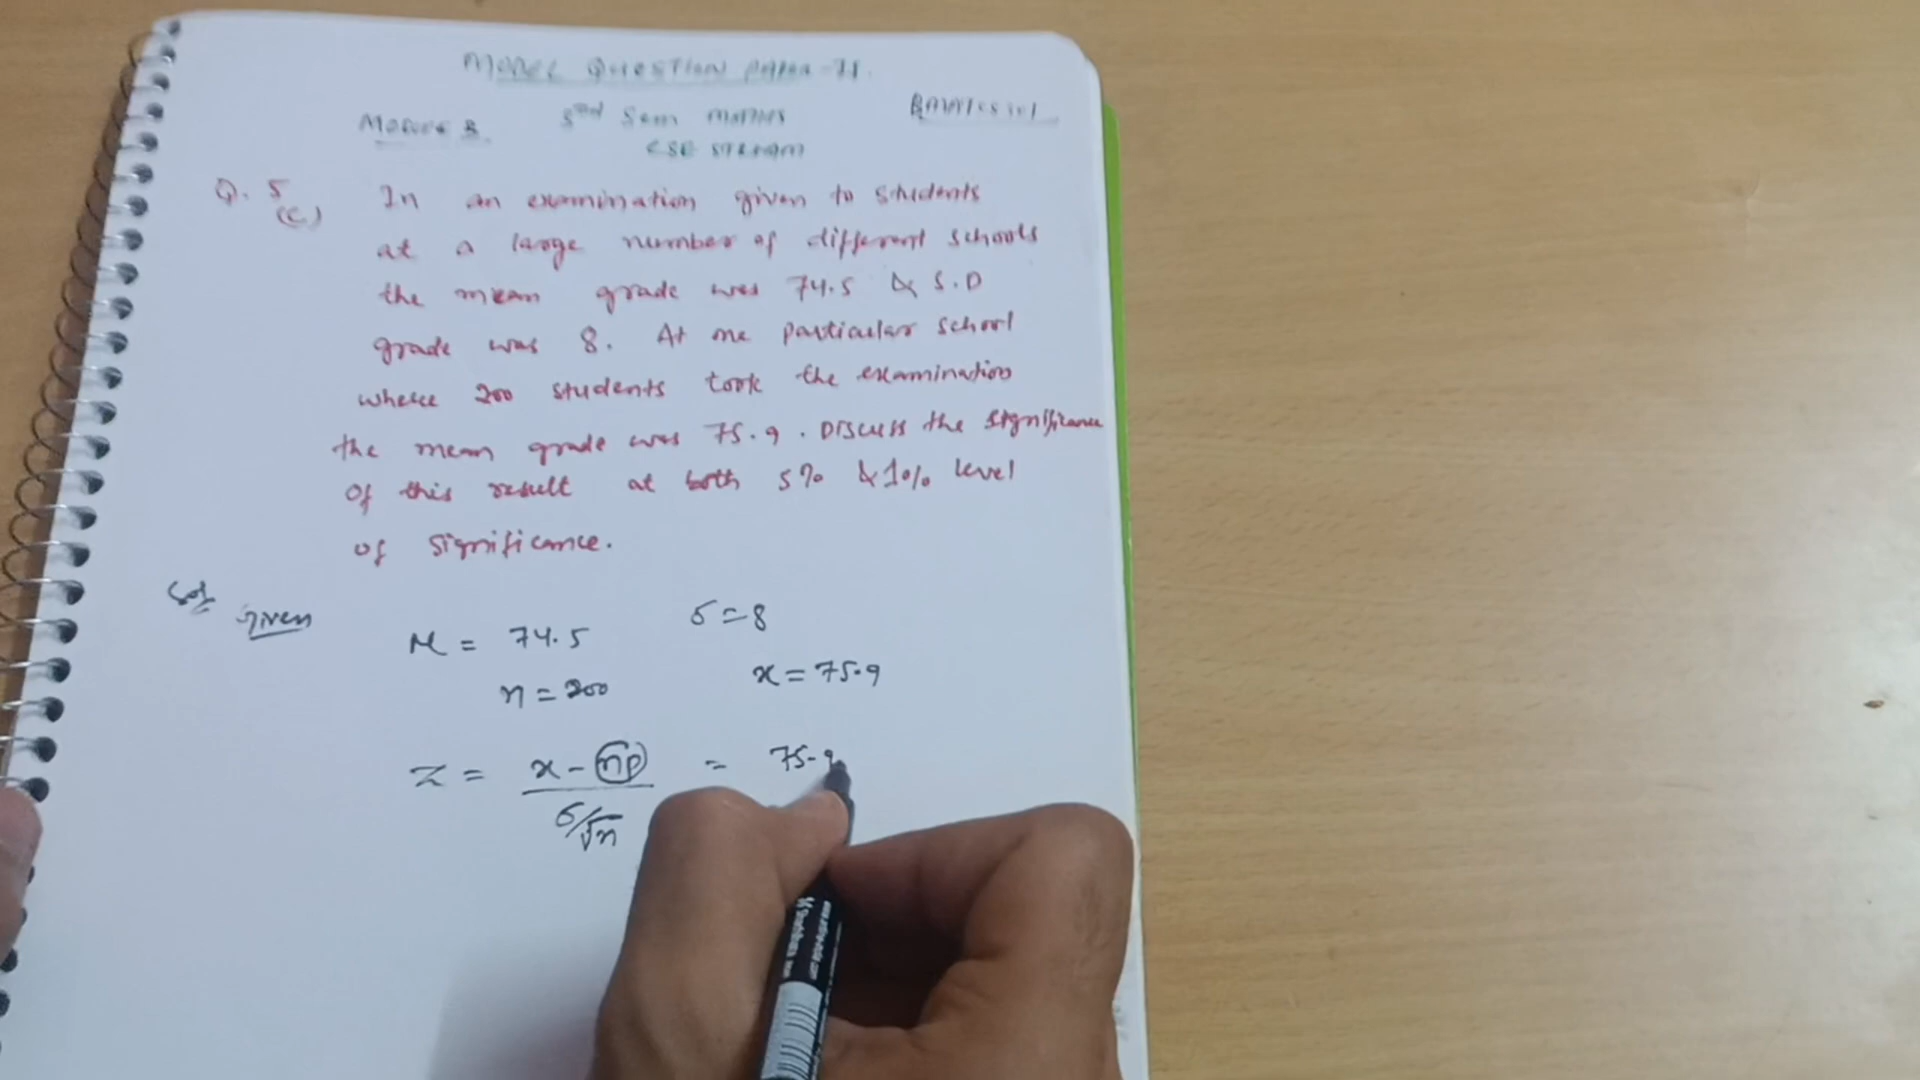 MODEL QUESTION PAPER-
MODULE 3. 3rd Sem MATHS
CSE STREAM
Q. 5 (c) In an examination given to students
at a large number of different schools
the mean grade was 74.5 & S.D
grade was 8. At one particular school
where 200 students took the examination
the mean grade was 75.9. Discuss the significance
Of this result at both 5% & 1% level
of significance.
Sol given
μ = 74.5 σ = 8
n = 200 x = 75.9
z = x - np / σ/√n = 75.9